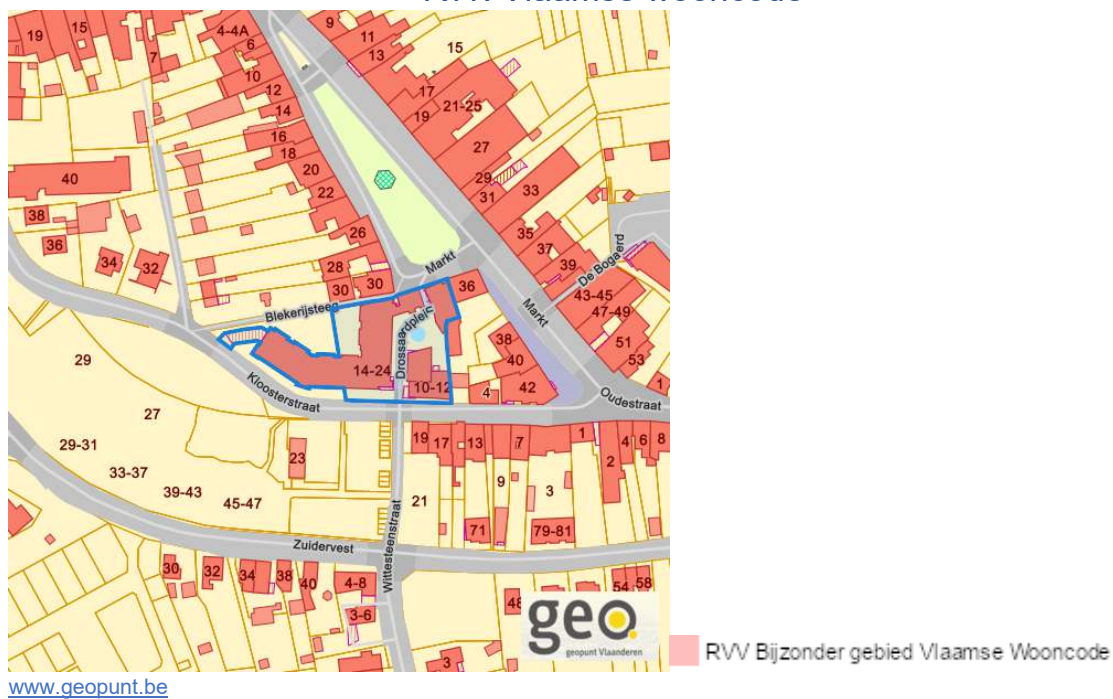 RVV Vlaamse Wooncode
19 15 7 4-4A 6 9 11 13 15
10 12 14 17 19 21-25
16 18 20 22 27 29 31 33
40 38 36 34 32
26 28 30 30 Markt 35 37 39 De Bogaerd
43-45
47-49
51
53
1
Blekerijsteeg
Drossaardplein
36
Markt
38
40
42
4
14-24
10-12
Kloosterstraat
Oudestraat
29
27
29-31
33-37
39-43
45-47
23
19 17 13 7 1 4 6 8
2
21
9
3
71
79-81
Wittesteenstraat
Zuidervest
30 32 34 38 40 4-8
3-6
3
48
54 58
geo.
geopunt Vlaanderen
RVV Bijzonder gebied Vlaamse Wooncode
www.geopunt.be